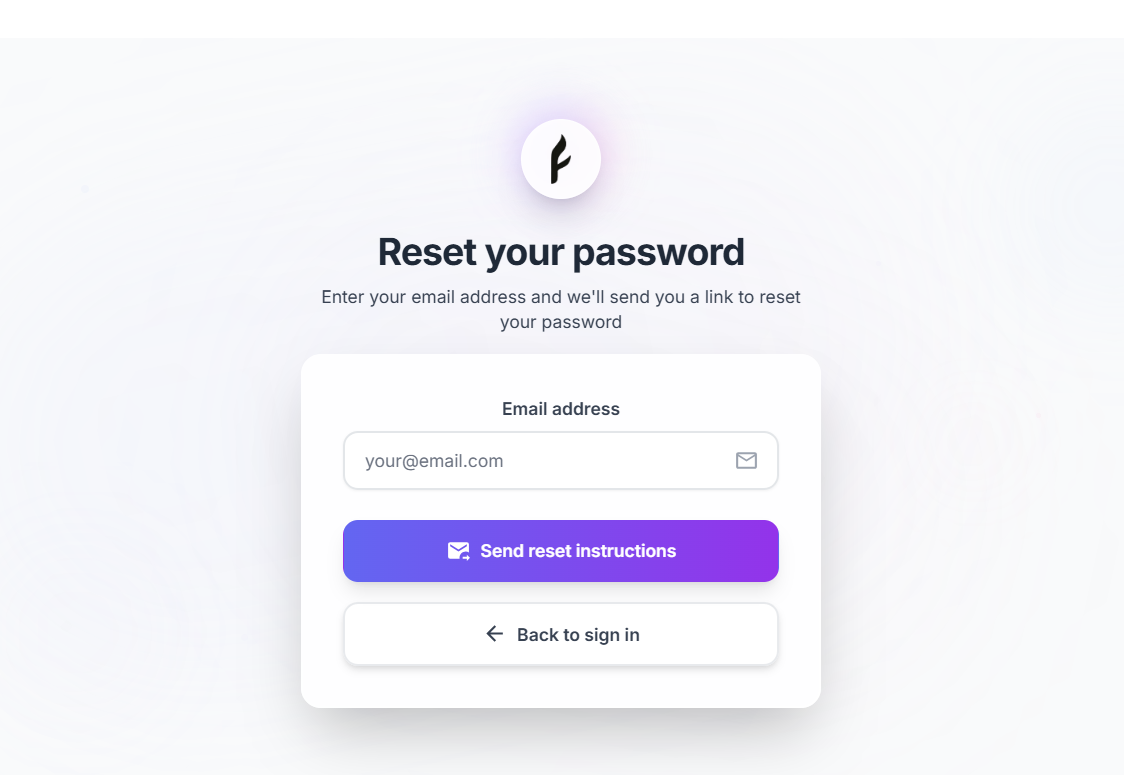 Reset your password
Enter your email address and we'll send you a link to reset
your password
Email address
your@email.com
Send reset instructions
Back to sign in